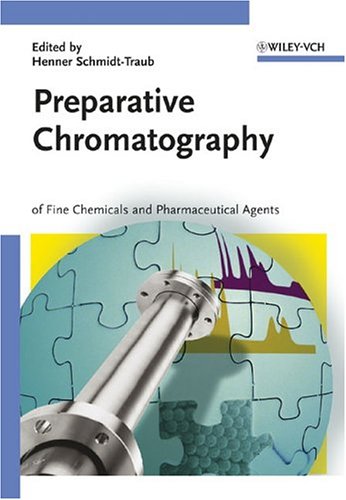 Edited by
Henner Schmidt-Traub
WILEY-VCH
Preparative
Chromatography
of Fine Chemicals and Pharmaceutical Agents